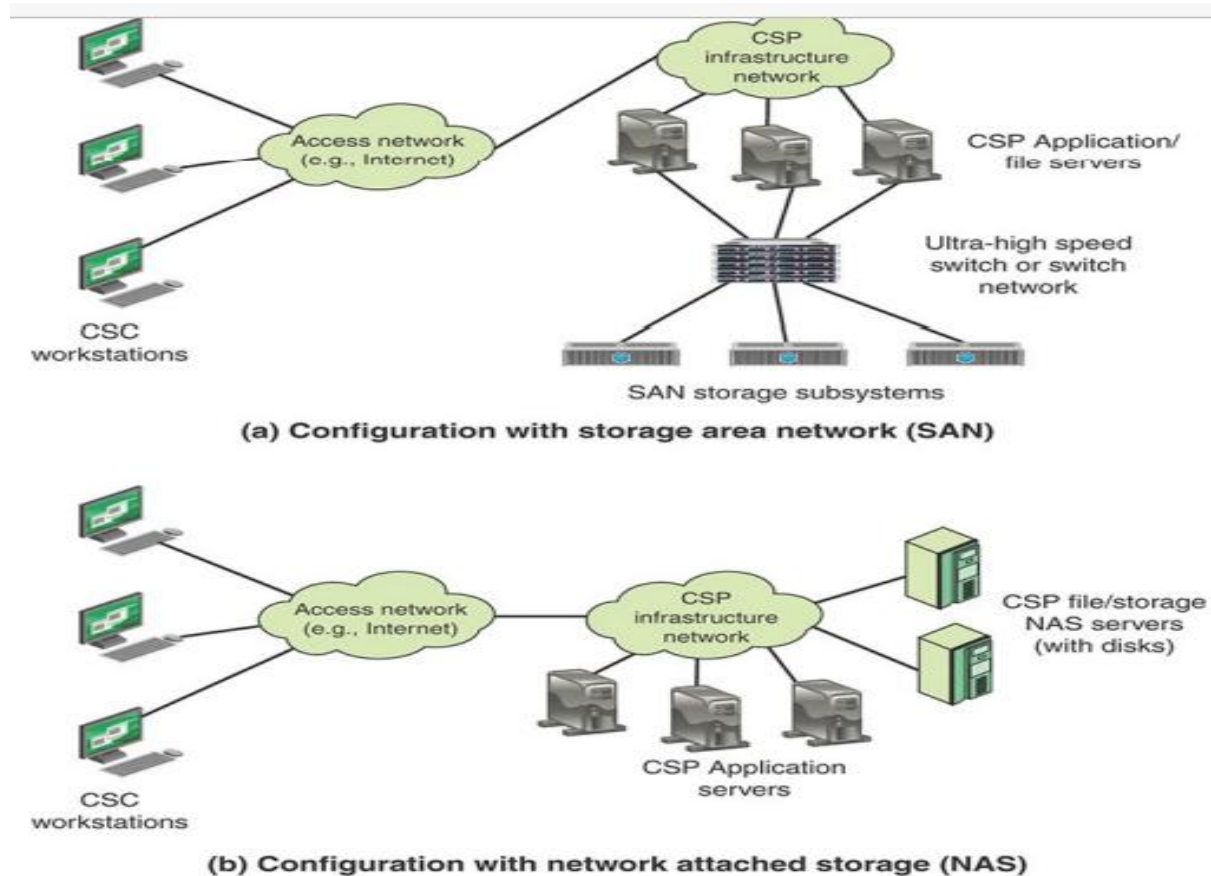 CSP
infrastructure
network
Access network
(e.g., Internet)
CSP Application/
file servers
Ultra-high speed
switch or switch
network
CSC
workstations
SAN storage subsystems
(a) Configuration with storage area network (SAN)
Access network
(e.g., Internet)
CSP
infrastructure
network
CSP file/storage
NAS servers
(with disks)
CSP Application
servers
CSC
workstations
(b) Configuration with network attached storage (NAS)